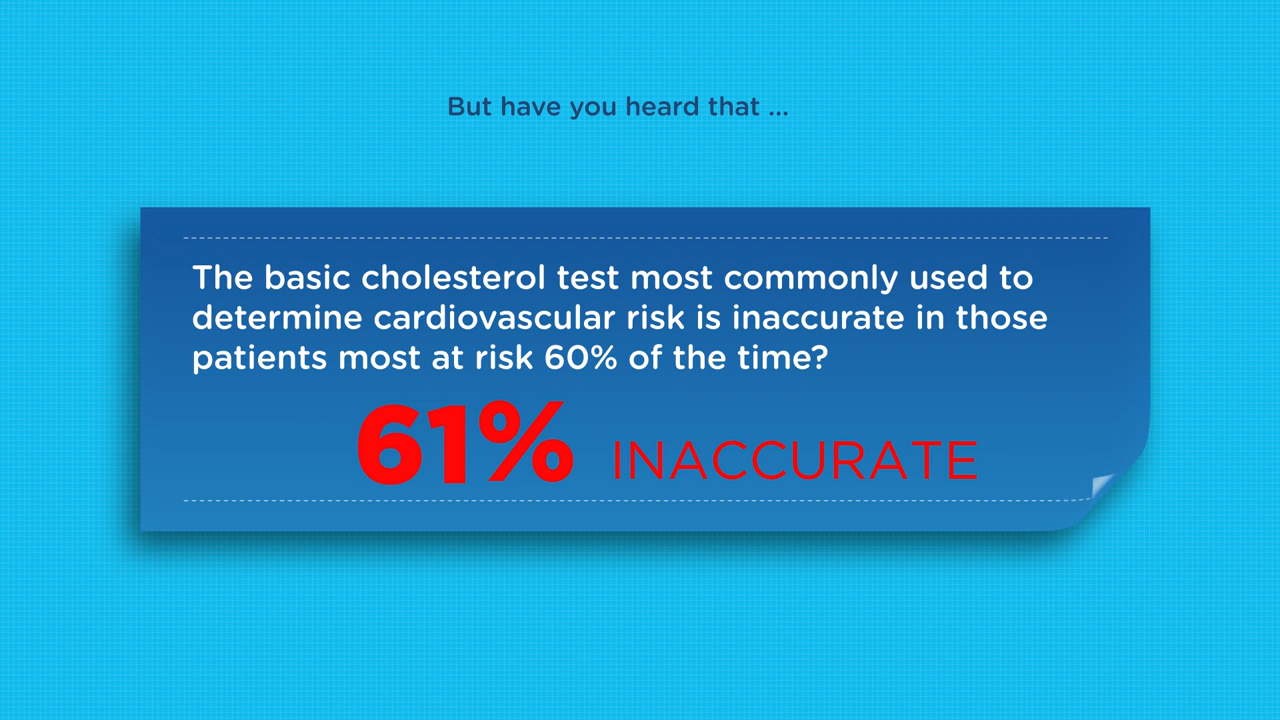 But have you heard that ...
The basic cholesterol test most commonly used to
determine cardiovascular risk is inaccurate in those
patients most at risk 60% of the time?
61% INACCURATE